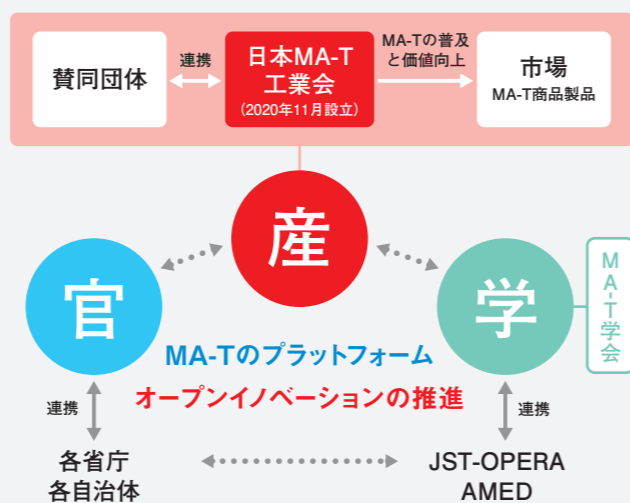 賛同団体
連携
日本MA-T
工業会
(2020年11月設立)
MA-Tの普及
と価値向上
市場
MA-T商品製品
産
官
学
MA-T学会
MA-Tのプラットフォーム
オープンイノベーションの推進
連携
連携
各省庁
各自治体
JST-OPERA
AMED